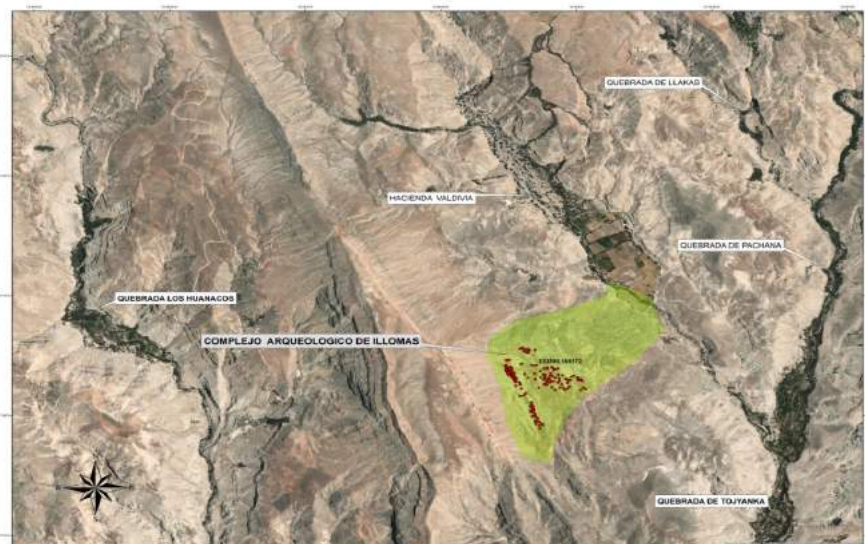 QUEBRADA DE LLAKAS
HACIENDA VALDIVIA
QUEBRADA DE PACHANA
QUEBRADA LOS HUANACOS
COMPLEJO ARQUEOLOGICO DE ILLOMAS
QUEBRADA DE TOJYANKA